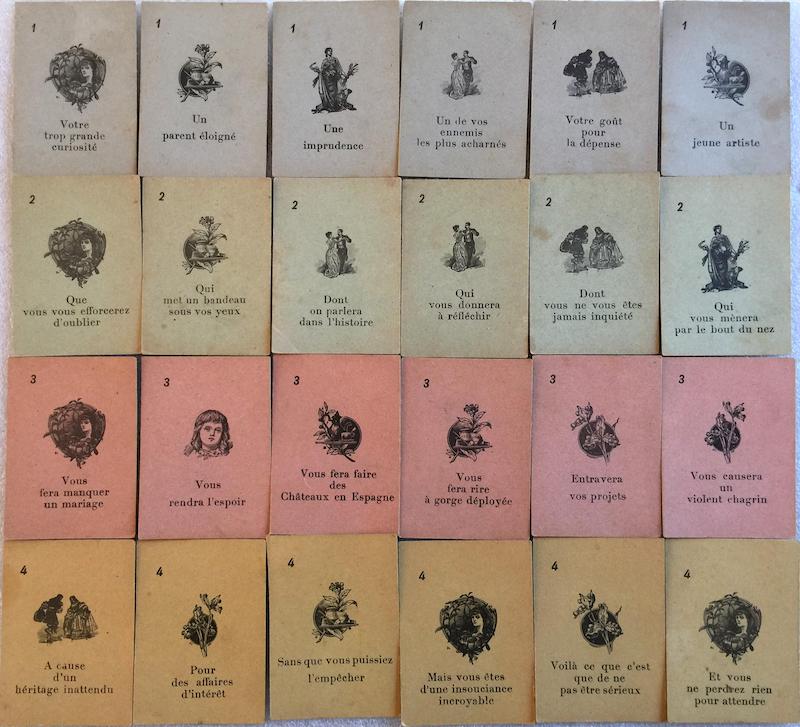 1
Votre
trop grande
curiosité
1
Un
parent éloigné
1
Une
imprudence
1
Un de vos
ennemis
les plus acharnés
1
Votre goût
pour
la dépense
1
Un
jeune artiste
2
Que
vous vous efforcerez
d'oublier
2
Qui
met un bandeau
sous vos yeux
2
Dont
on parlera
dans l'histoire
2
Qui
vous donnera
à réfléchir
2
Dont
vous ne vous êtes
jamais inquiété
2
Qui
vous mènera
par le bout du nez
3
Vous
fera manquer
un mariage
3
Vous
rendra l'espoir
3
Vous fera faire
des
Châteaux en Espagne
3
Vous
fera rire
à gorge déployée
3
Entravera
vos projets
3
Vous causera
un
violent chagrin
4
A cause
d'un
héritage inattendu
4
Pour
des affaires
d'intérêt
4
Sans que vous puissiez
l'empêcher
4
Mais vous êtes
d'une insouciance
incroyable
4
Voilà ce que c'est
que de ne
pas être sérieux
4
Et vous
ne perdrez rien
pour attendre